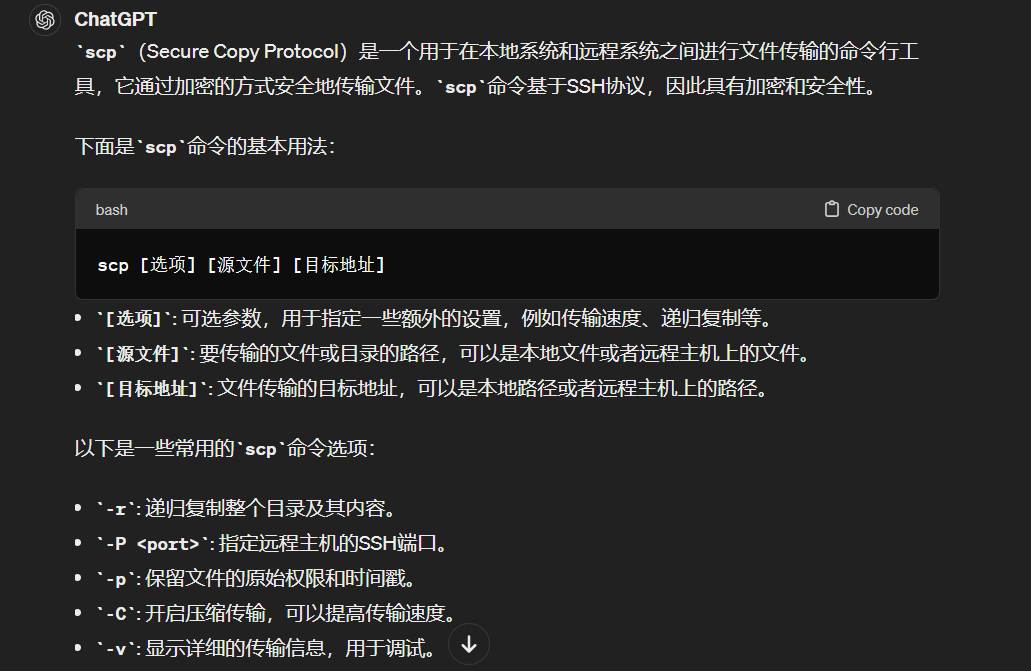 ChatGPT
`scp`（Secure Copy Protocol）是一个用于在本地系统和远程系统之间进行文件传输的命令行工
具，它通过加密的方式安全地传输文件。`scp`命令基于SSH协议，因此具有加密和安全性。
下面是`scp`命令的基本用法：
bash Copy code
scp [选项] [源文件] [目标地址]
• `[选项]`: 可选参数，用于指定一些额外的设置，例如传输速度、递归复制等。
• `[源文件]`: 要传输的文件或目录的路径，可以是本地文件或者远程主机上的文件。
• `[目标地址]`: 文件传输的目标地址，可以是本地路径或者远程主机上的路径。
以下是一些常用的`scp`命令选项：
• `-r`: 递归复制整个目录及其内容。
• `-P <port>`: 指定远程主机的SSH端口。
• `-p`: 保留文件的原始权限和时间戳。
• `-C`: 开启压缩传输，可以提高传输速度。
• `-v`: 显示详细的传输信息，用于调试。